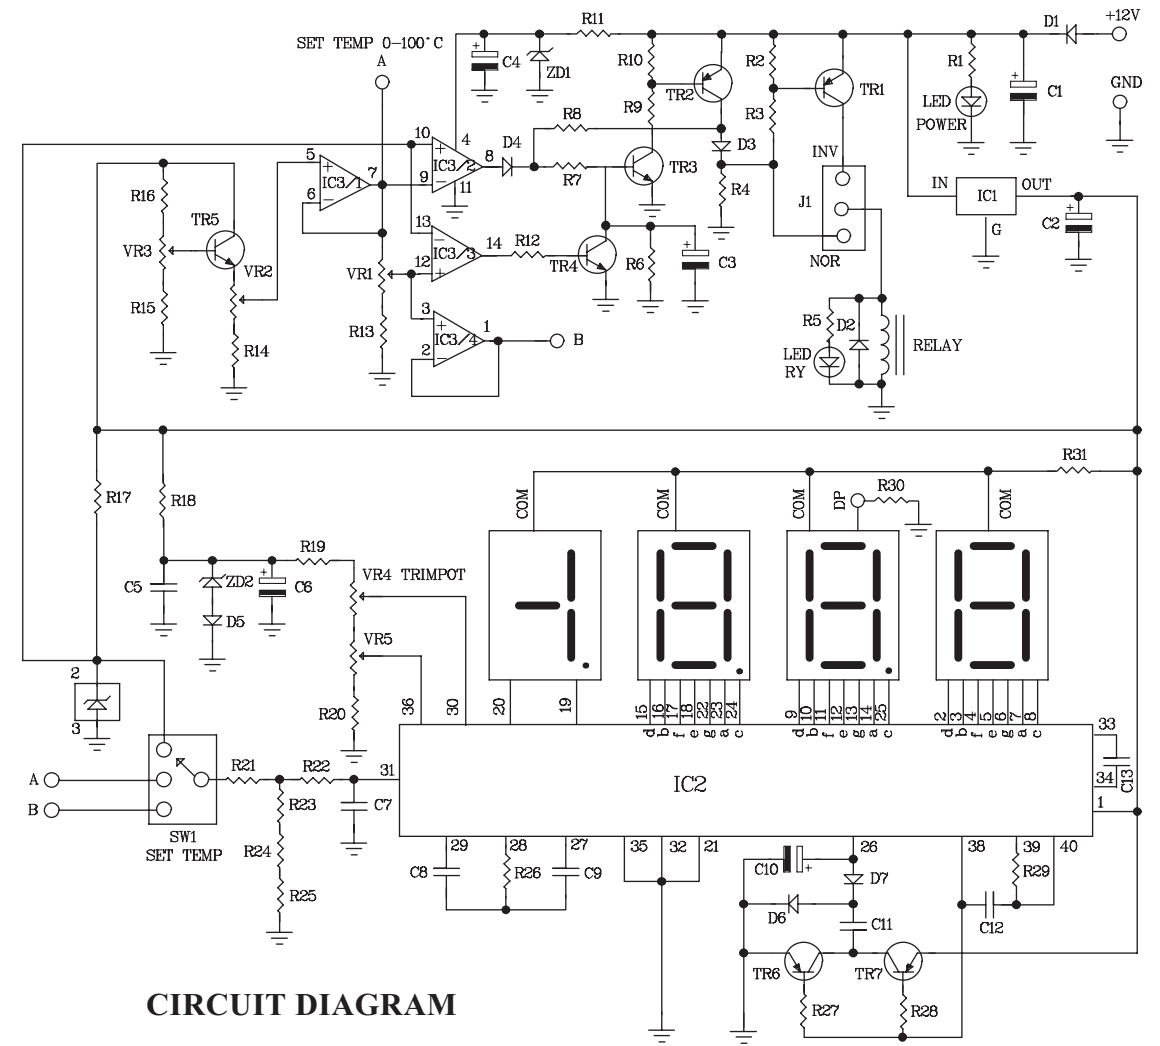 D1
+12V
R11
SET TEMP 0-100°C
A
C4
ZD1
R10
TR2
R2
TR1
R1
LED
POWER
C1
GND
R9
R3
R8
10
4
D4
D3
5
7
IC3/1
6
9
IC3/2
8
11
R7
TR3
R4
INV
J1
NOR
IN
IC1
OUT
G
C2
R16
TR5
VR3
VR2
R15
R14
13
14
R12
IC3/3
12
TR4
R6
C3
VR1
R13
3
1
IC3/4
2
B
R5
D2
LED
RY
RELAY
R31
R17
R18
COM
COM
COM
DP
R30
COM
R19
C5
ZD2
C6
D5
VR4 TRIMPOT
VR5
R20
2
3
36
30
20
19
15 16 17 18 22 23 24
d b f e g a c
9 10 11 12 13 14 25
d b f e g a c
2 3 4 5 6 7 8
d b f e g a c
33
34
C13
1
A
B
SW1
SET TEMP
R21
R22
31
IC2
R23
C7
R24
R25
29
28
27
35
32
21
26
38
39
40
C8
R26
C9
C10
+
D7
R29
D6
C11
C12
TR6
TR7
R27
R28
CIRCUIT DIAGRAM